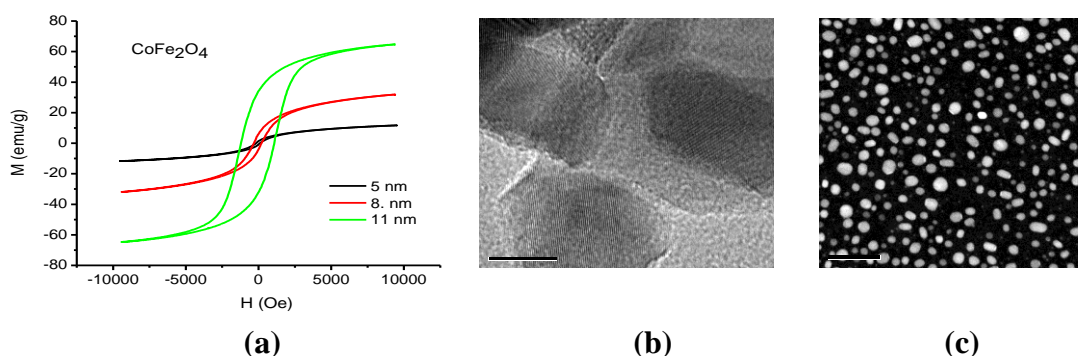 80
60
40
20
0
-20
-40
-60
-80
M (emu/g)
CoFe₂O₄
5 nm
8. nm
11 nm
-10000 -5000 0 5000 10000
H (Oe)
(a) (b) (c)